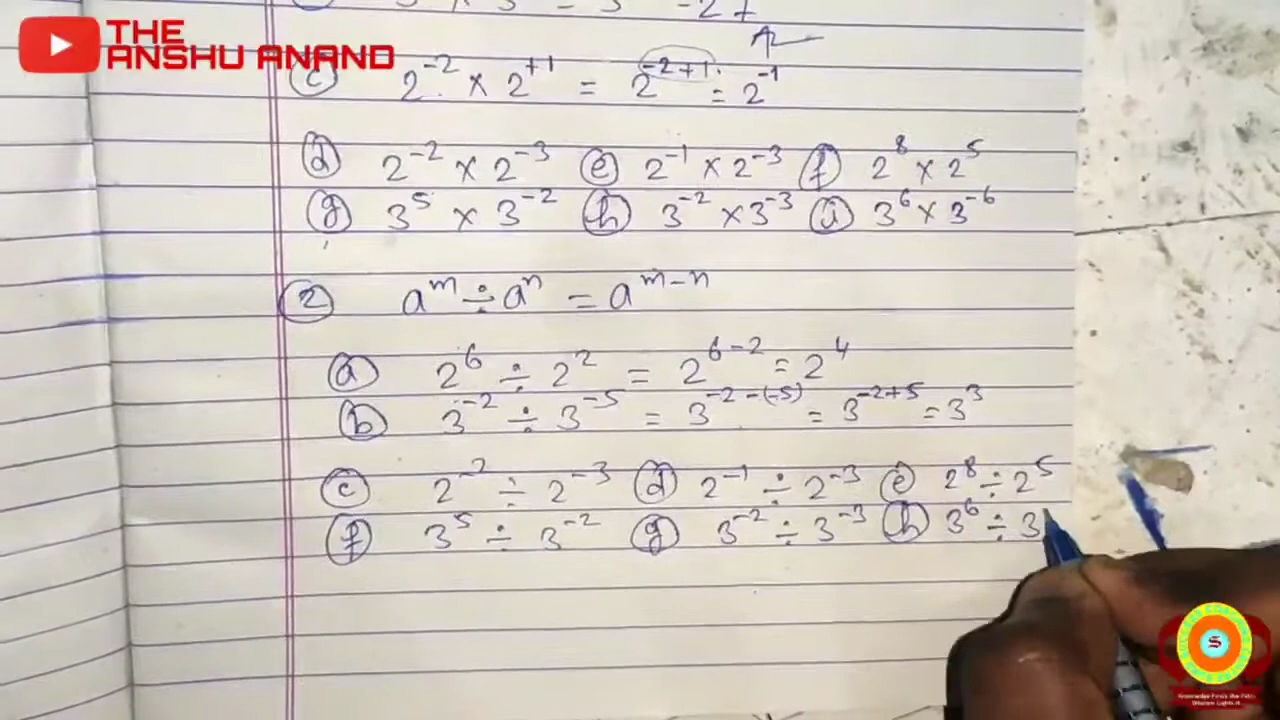 THE
ANSHU ANAND
(c) 2⁻² × 2⁺¹ = 2⁻²⁺¹ = 2⁻¹
(d) 2⁻² × 2⁻³ (e) 2⁻¹ × 2⁻³ (f) 2⁸ × 2⁵
(g) 3⁵ × 3⁻² (h) 3⁻² × 3⁻³ (i) 3⁶ × 3⁻⁶
(2) aᵐ ÷ aⁿ = aᵐ⁻ⁿ
(a) 2⁶ ÷ 2² = 2⁶⁻² = 2⁴
(b) 3⁻² ÷ 3⁻⁵ = 3⁻²⁻⁽⁻⁵⁾ = 3⁻²⁺⁵ = 3³
(c) 2⁻² ÷ 2⁻³ (d) 2⁻¹ ÷ 2⁻³ (e) 2⁸ ÷ 2⁵
(f) 3⁵ ÷ 3⁻² (g) 3⁻² ÷ 3⁻³ (h) 3⁶ ÷ 3
S